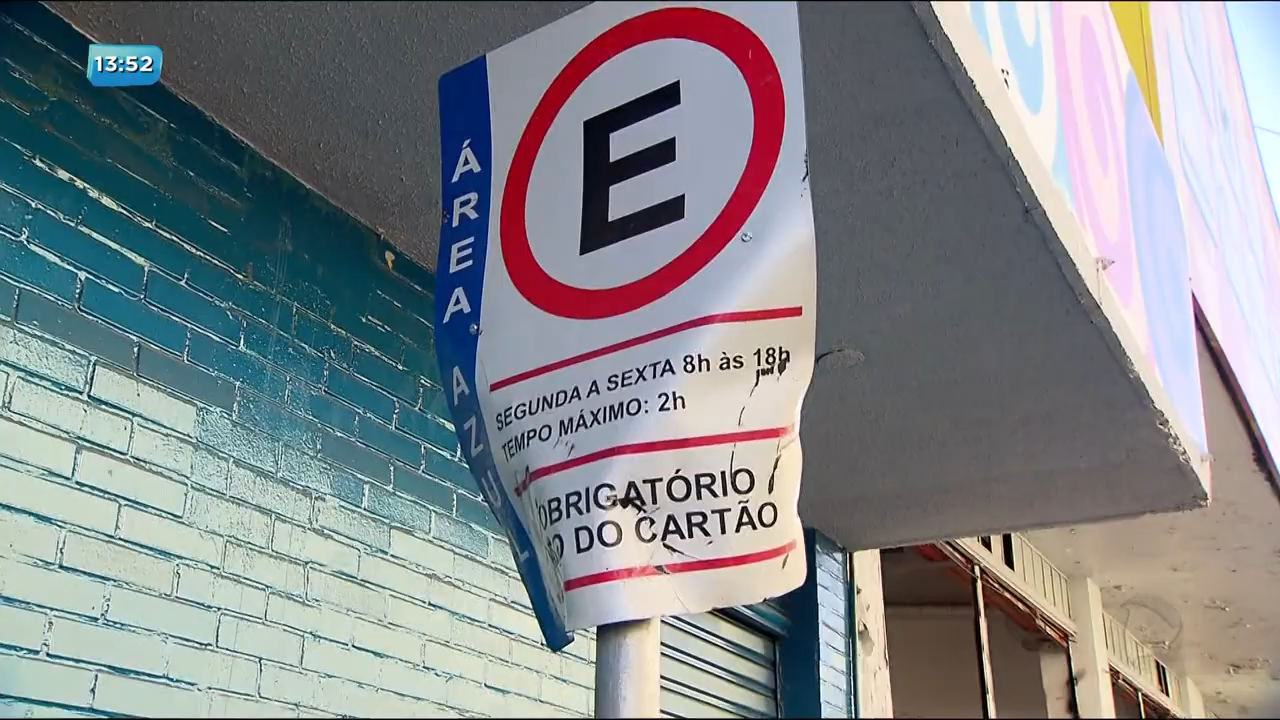 13:52
ÁREA AZUL
E
SEGUNDA A SEXTA 8h às 18h
TEMPO MÁXIMO: 2h
OBRIGATÓRIO
DO CARTÃO